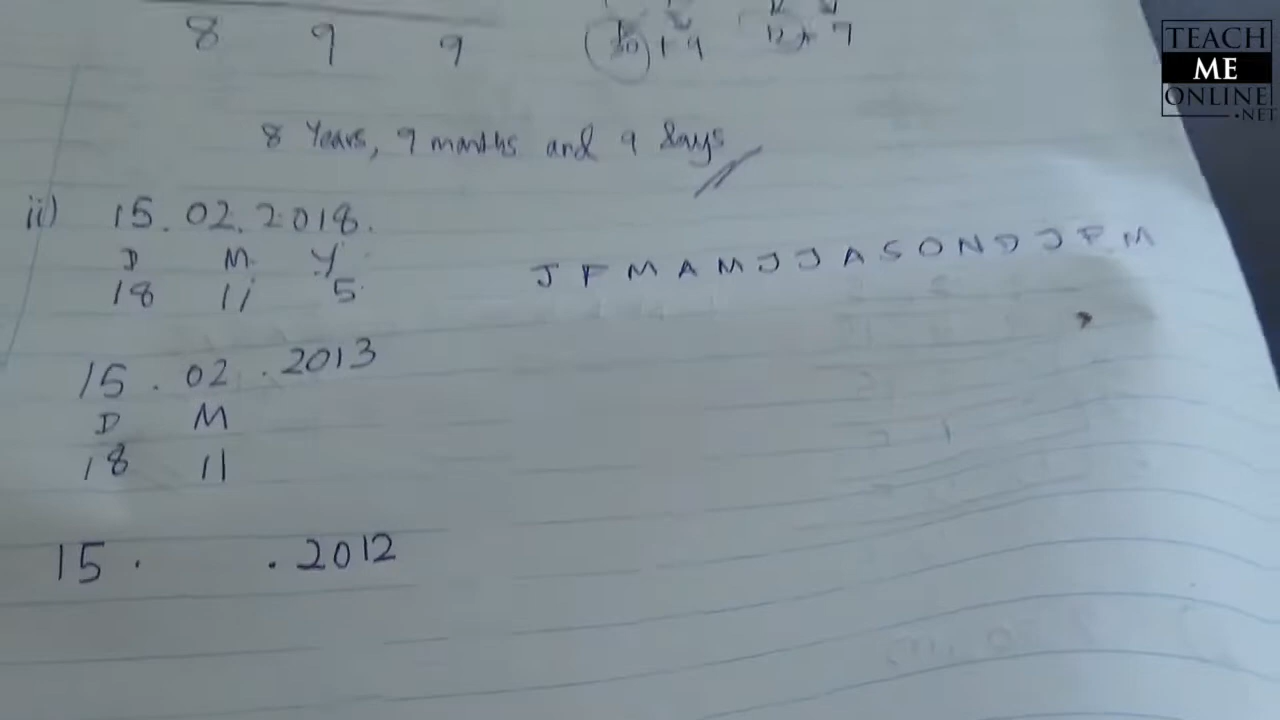 8 9 9
8 Years, 9 months and 9 days
ii) 15.02.2018.
D M Y
18 11 5
J F M A M J J A S O N D J F M
15.02.2013
D M
18 11
15. .2012
TEACH
ME
ONLINE
.NET